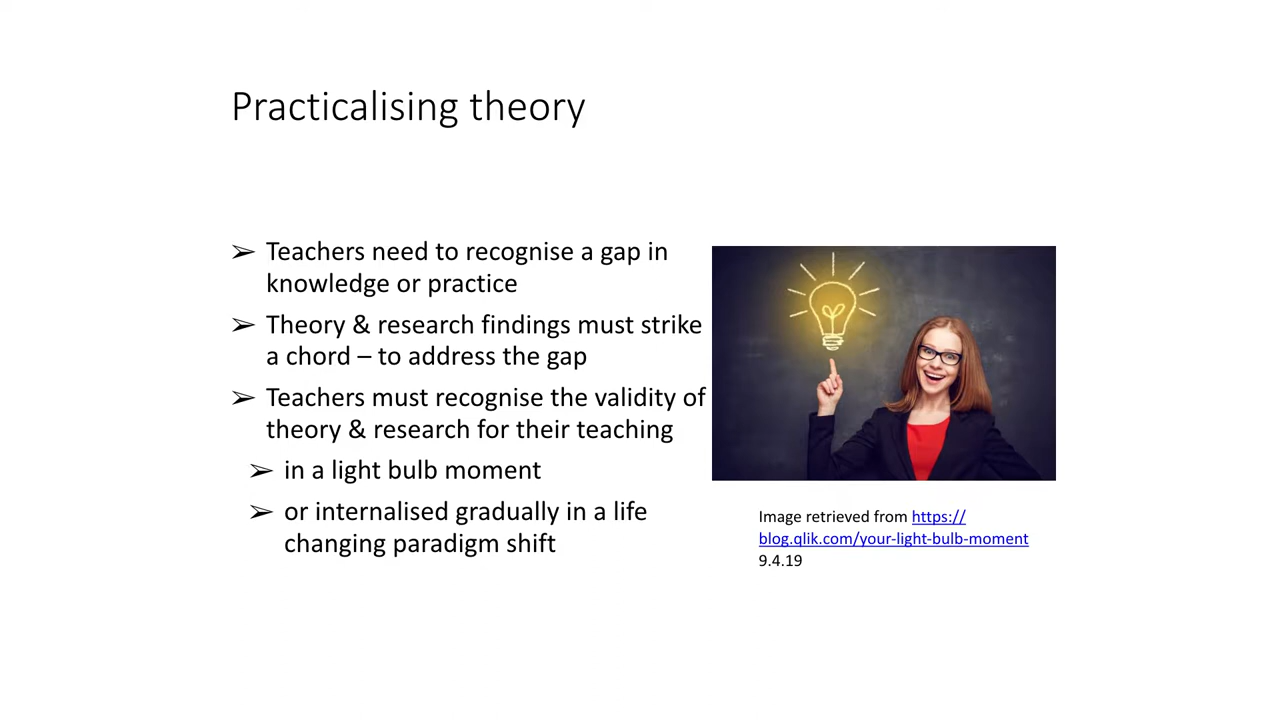 Practicalising theory
➢ Teachers need to recognise a gap in
knowledge or practice
➢ Theory & research findings must strike
a chord – to address the gap
➢ Teachers must recognise the validity of
theory & research for their teaching
➢ in a light bulb moment
➢ or internalised gradually in a life
changing paradigm shift
Image retrieved from https://
blog.qlik.com/your-light-bulb-moment
9.4.19